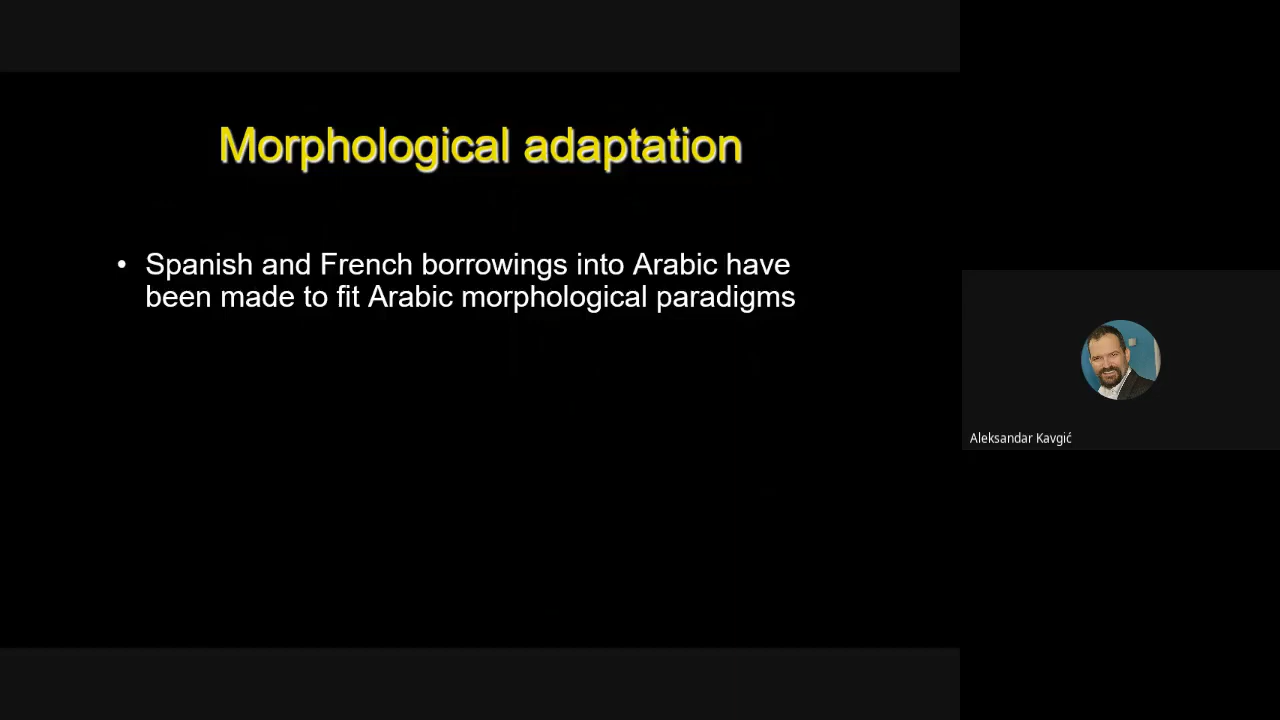 Morphological adaptation
• Spanish and French borrowings into Arabic have
been made to fit Arabic morphological paradigms
Aleksandar Kavgić